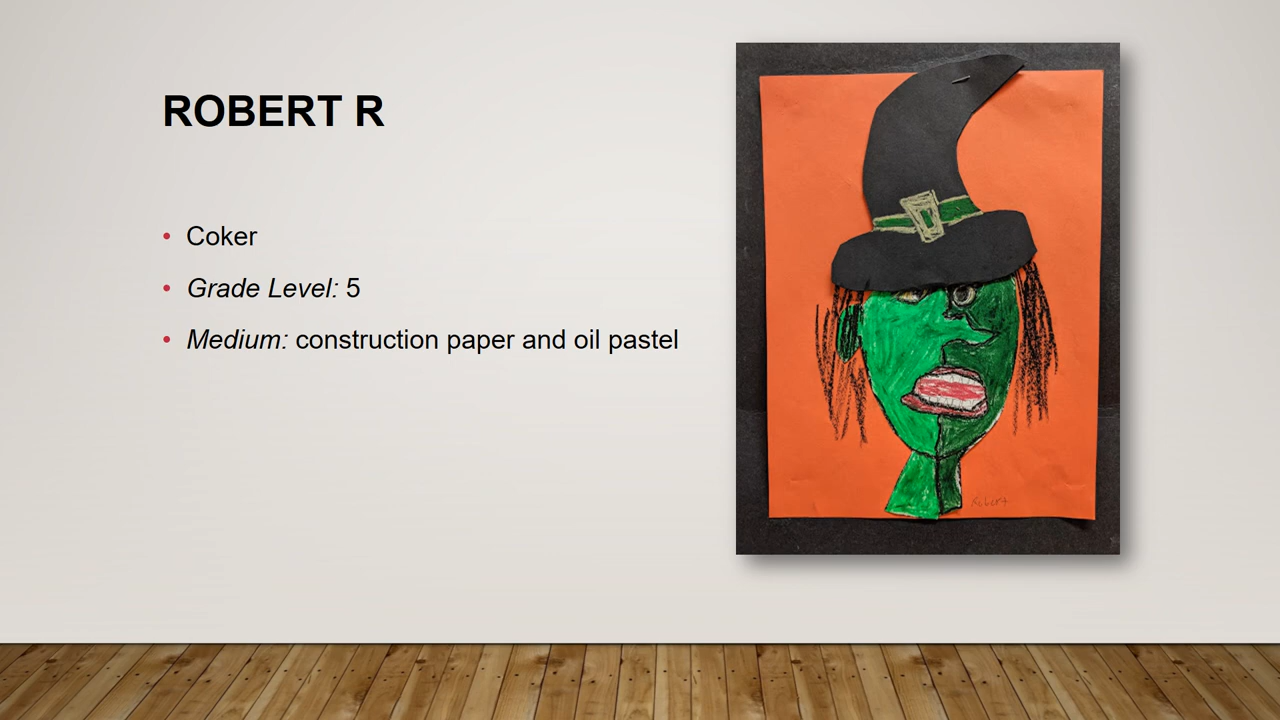 ROBERT R
• Coker
• Grade Level: 5
• Medium: construction paper and oil pastel
Robert